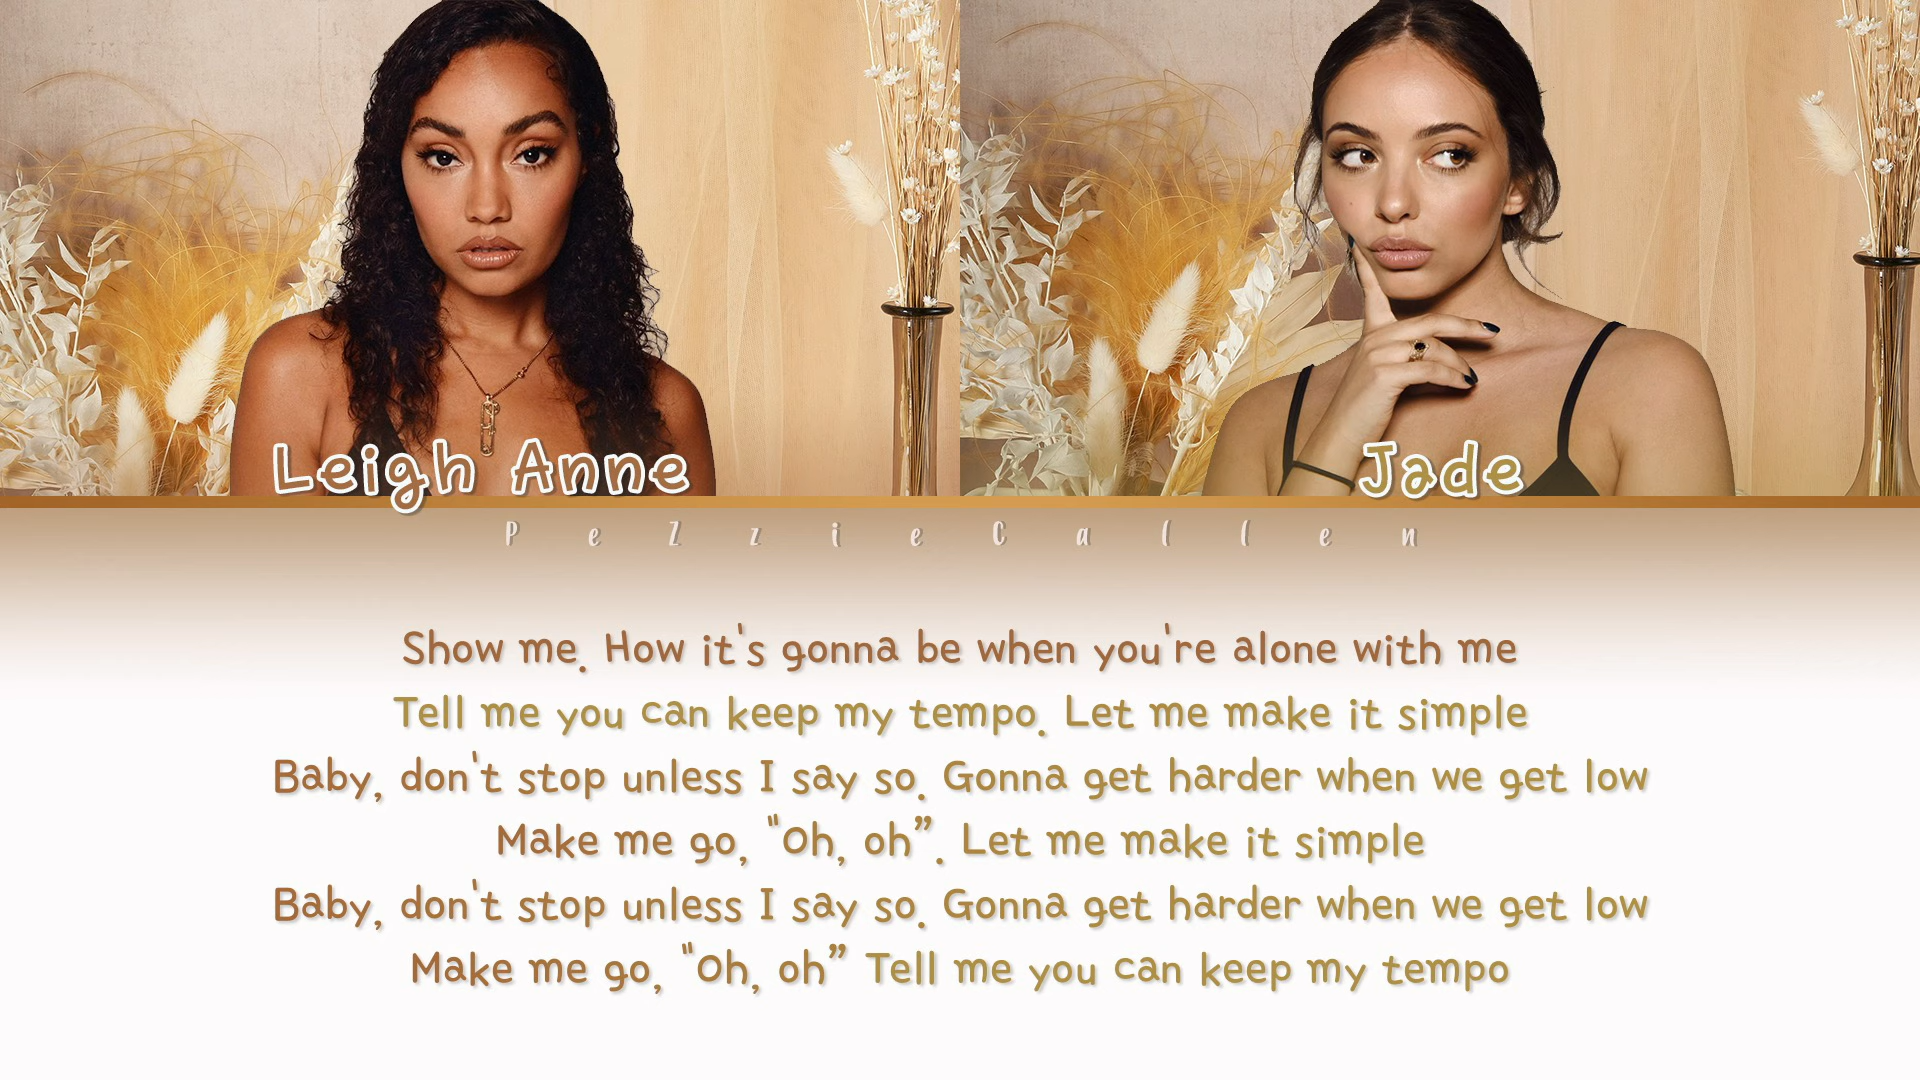 Leigh Anne
Jade
PeZzieCallen
Show me. How it's gonna be when you're alone with me
Tell me you can keep my tempo. Let me make it simple
Baby, don't stop unless I say so. Gonna get harder when we get low
Make me go, "Oh, oh”. Let me make it simple
Baby, don't stop unless I say so. Gonna get harder when we get low
Make me go, "Oh, oh” Tell me you can keep my tempo